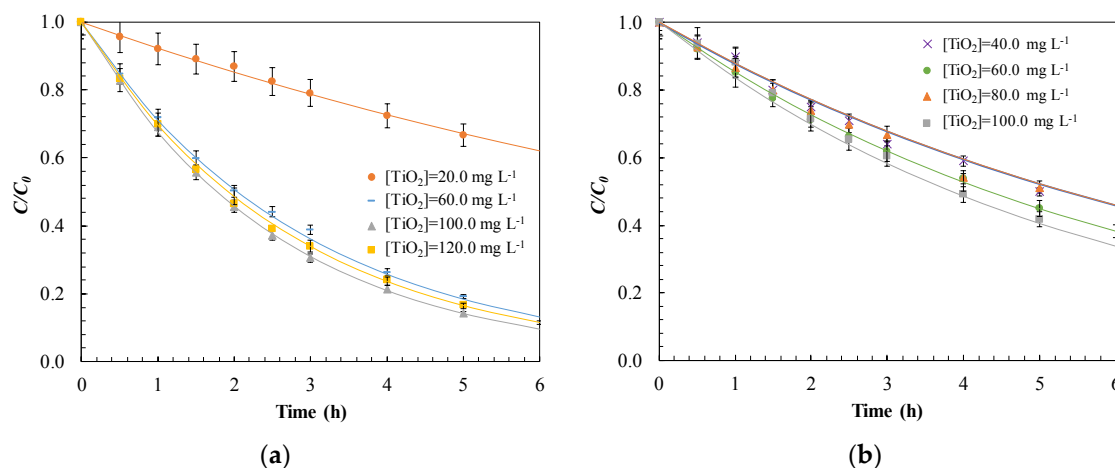 1.0
0.8
0.6
0.4
0.2
0.0
C/C0
[TiO2]=20.0 mg L-1
[TiO2]=60.0 mg L-1
[TiO2]=100.0 mg L-1
[TiO2]=120.0 mg L-1
0 1 2 3 4 5 6
Time (h)
(a)
1.0
0.8
0.6
0.4
0.2
0.0
C/C0
[TiO2]=40.0 mg L-1
[TiO2]=60.0 mg L-1
[TiO2]=80.0 mg L-1
[TiO2]=100.0 mg L-1
0 1 2 3 4 5 6
Time (h)
(b)